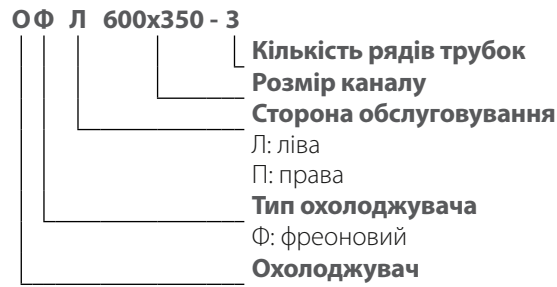 ОФ Л 600х350 - 3
Кількість рядів трубок
Розмір каналу
Сторона обслуговування
Л: ліва
П: права
Тип охолоджувача
Ф: фреоновий
Охолоджувач